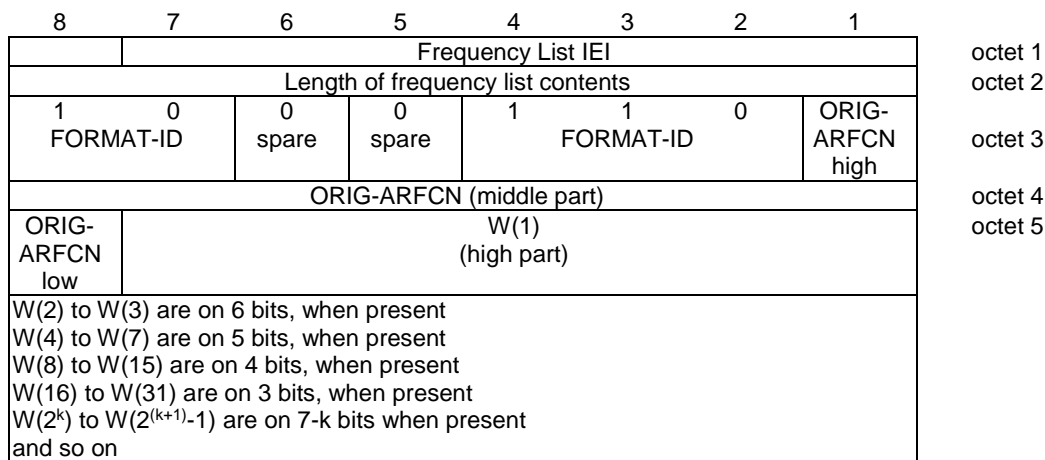 8 7 6 5 4 3 2 1
Frequency List IEI octet 1
Length of frequency list contents octet 2
1 0 0 0 1 1 0 ORIG-
FORMAT-ID spare spare FORMAT-ID ARFCN octet 3
high
ORIG-ARFCN (middle part) octet 4
ORIG- W(1) octet 5
ARFCN (high part)
low
W(2) to W(3) are on 6 bits, when present
W(4) to W(7) are on 5 bits, when present
W(8) to W(15) are on 4 bits, when present
W(16) to W(31) are on 3 bits, when present
W(2^k) to W(2^(k+1)-1) are on 7-k bits when present
and so on